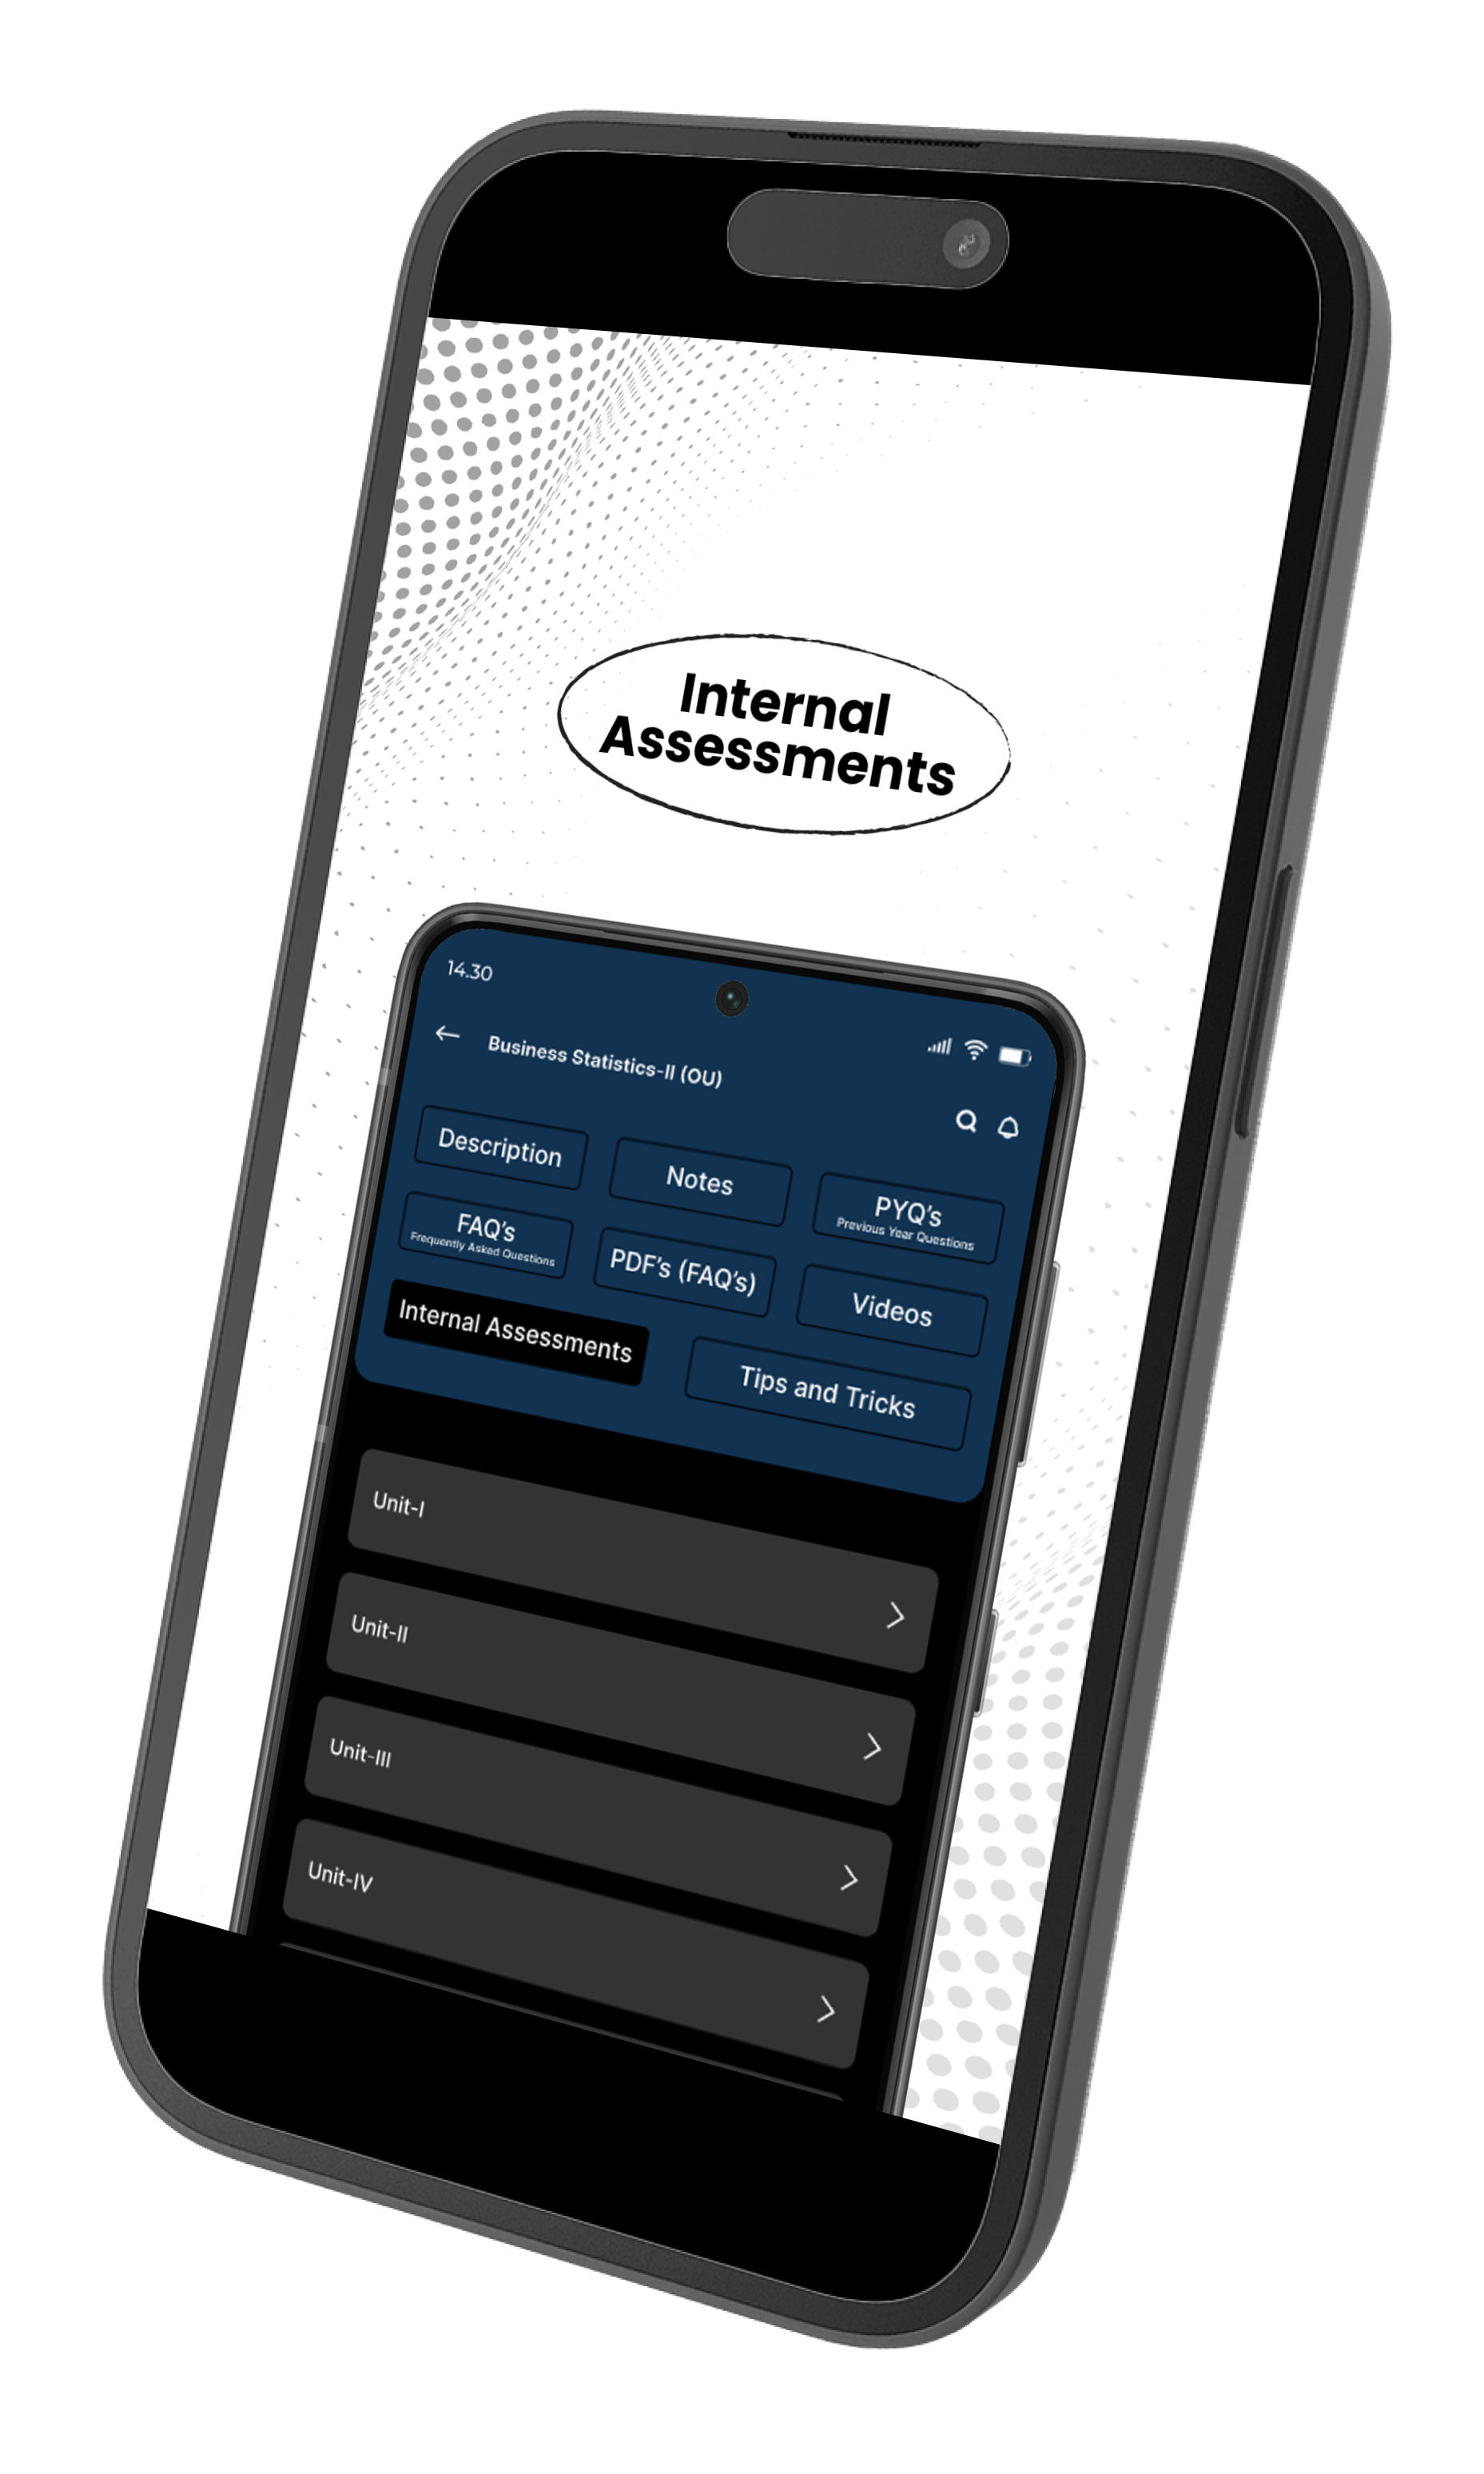 Internal
Assessments
14.30
Business Statistics-II (OU)
Description
Notes
PYQ's
Previous Year Questions
FAQ's
Frequently Asked Questions
PDF's (FAQ's)
Videos
Internal Assessments
Tips and Tricks
Unit-I
Unit-II
Unit-III
Unit-IV